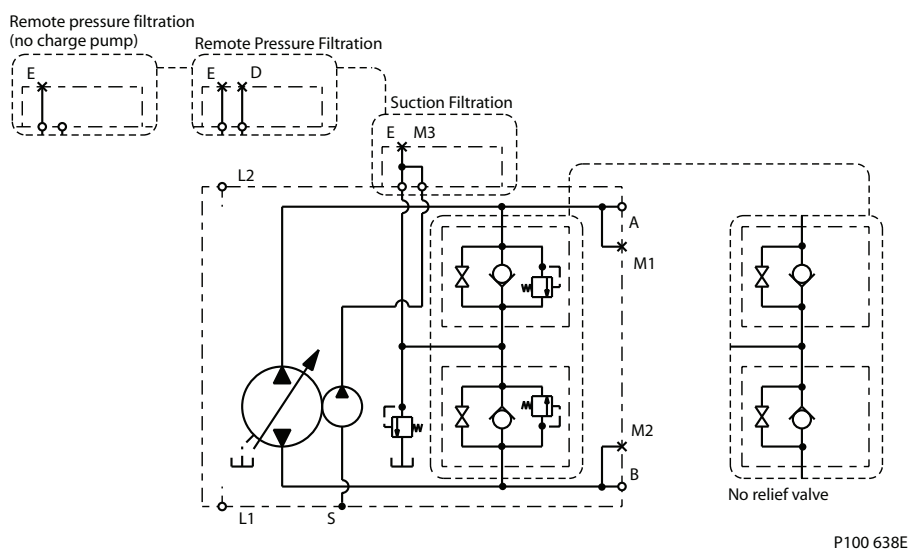 Remote pressure filtration
(no charge pump)
Remote Pressure Filtration
E
E D
Suction Filtration
E M3
L2
A
M1
M2
B
L1
S
No relief valve
P100 638E